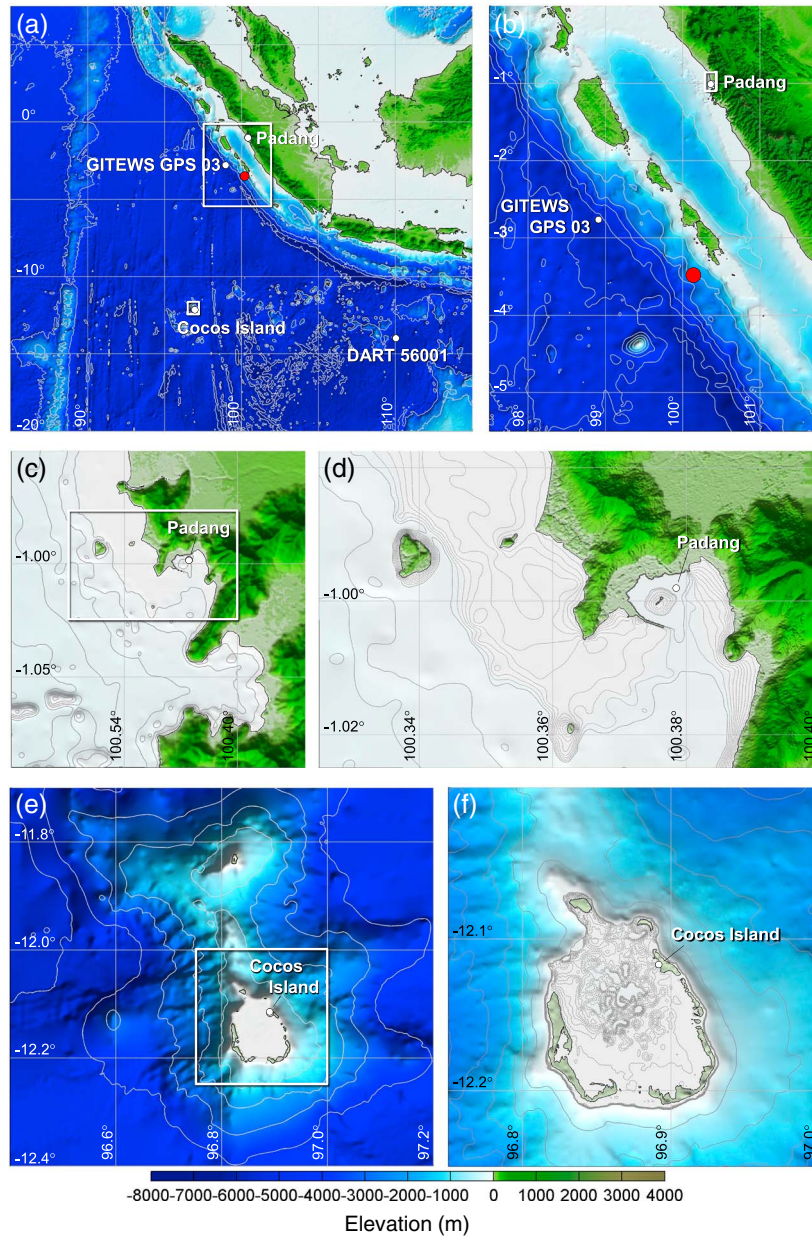 (a)
0°
Padang
GITEWS GPS 03
-10°
Cocos Island
DART 56001
-20°
90°
100°
110°
(b)
-1°
Padang
-2°
GITEWS
GPS 03
-3°
-4°
-5°
98°
99°
100°
101°
(c)
Padang
-1.00°
-1.05°
100.54°
100.40°
(d)
Padang
-1.00°
-1.02°
100.34°
100.36°
100.38°
100.40°
(e)
-11.8°
-12.0°
Cocos
Island
-12.2°
-12.4°
96.6°
96.8°
97.0°
97.2°
(f)
-12.1°
Cocos Island
-12.2°
96.8°
96.9°
97.0°
-8000-7000-6000-5000-4000-3000-2000-1000 0 1000 2000 3000 4000
Elevation (m)